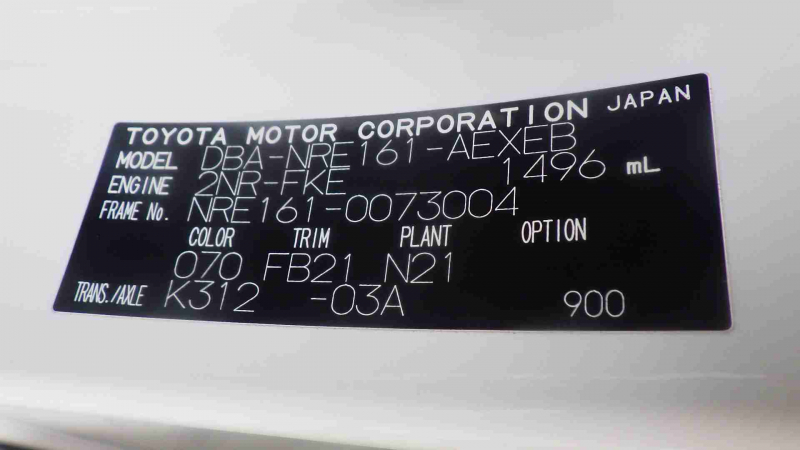 TOYOTA MOTOR CORPORATION JAPAN
MODEL DBA-NRE161-AEXEB
ENGINE 2NR-FKE 1496 mL
FRAME No. NRE161-0073004
COLOR TRIM PLANT OPTION
070 FB21 N21
TRANS./AXLE K312 -03A 900